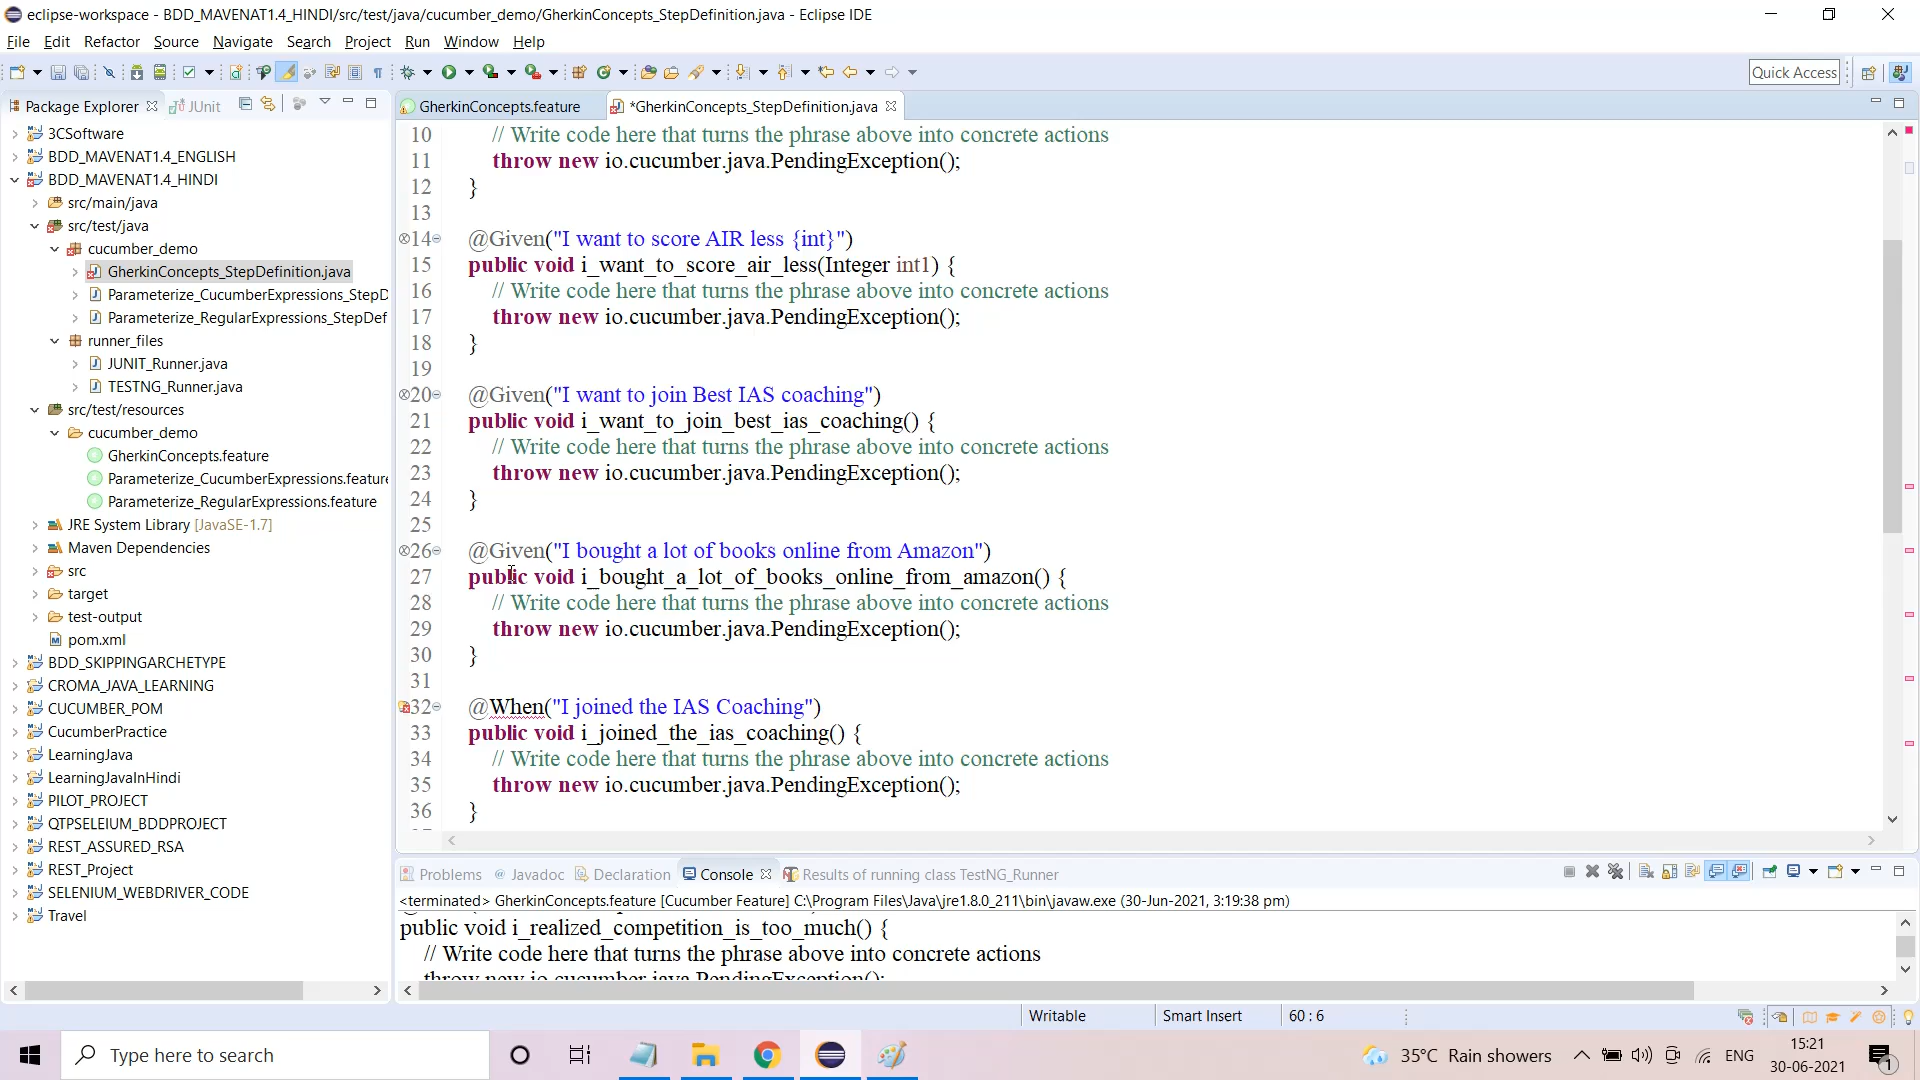 eclipse-workspace - BDD_MAVENAT1.4_HINDI/src/test/java/cucumber_demo/GherkinConcepts_StepDefinition.java - Eclipse IDE
File Edit Refactor Source Navigate Search Project Run Window Help
Quick Access
Package Explorer
JUnit
3CSoftware
BDD_MAVENAT1.4_ENGLISH
BDD_MAVENAT1.4_HINDI
src/main/java
src/test/java
cucumber_demo
GherkinConcepts_StepDefinition.java
Parameterize_CucumberExpressions_StepD
Parameterize_RegularExpressions_StepDef
runner_files
JUNIT_Runner.java
TESTNG_Runner.java
src/test/resources
cucumber_demo
GherkinConcepts.feature
Parameterize_CucumberExpressions.feature
Parameterize_RegularExpressions.feature
JRE System Library [JavaSE-1.7]
Maven Dependencies
src
target
test-output
pom.xml
BDD_SKIPPINGARCHETYPE
CROMA_JAVA_LEARNING
CUCUMBER_POM
CucumberPractice
LearningJava
LearningJavaInHindi
PILOT_PROJECT
QTPSELEIUM_BDDPROJECT
REST_ASSURED_RSA
REST_Project
SELENIUM_WEBDRIVER_CODE
Travel
GherkinConcepts.feature
*GherkinConcepts_StepDefinition.java
10 // Write code here that turns the phrase above into concrete actions
11 throw new io.cucumber.java.PendingException();
12 }
13
14 @Given("I want to score AIR less {int}")
15 public void i_want_to_score_air_less(Integer int1) {
16 // Write code here that turns the phrase above into concrete actions
17 throw new io.cucumber.java.PendingException();
18 }
19
20 @Given("I want to join Best IAS coaching")
21 public void i_want_to_join_best_ias_coaching() {
22 // Write code here that turns the phrase above into concrete actions
23 throw new io.cucumber.java.PendingException();
24 }
25
26 @Given("I bought a lot of books online from Amazon")
27 public void i_bought_a_lot_of_books_online_from_amazon() {
28 // Write code here that turns the phrase above into concrete actions
29 throw new io.cucumber.java.PendingException();
30 }
31
32 @When("I joined the IAS Coaching")
33 public void i_joined_the_ias_coaching() {
34 // Write code here that turns the phrase above into concrete actions
35 throw new io.cucumber.java.PendingException();
36 }
Problems Javadoc Declaration Console Results of running class TestNG_Runner
<terminated> GherkinConcepts.feature [Cucumber Feature] C:\Program Files\Java\jre1.8.0_211\bin\javaw.exe (30-Jun-2021, 3:19:38 pm)
public void i_realized_competition_is_too_much() {
// Write code here that turns the phrase above into concrete actions
throw new io.cucumber.java.PendingException();
Writable Smart Insert 60 : 6
Type here to search
35°C Rain showers
ENG
15:21
30-06-2021
1